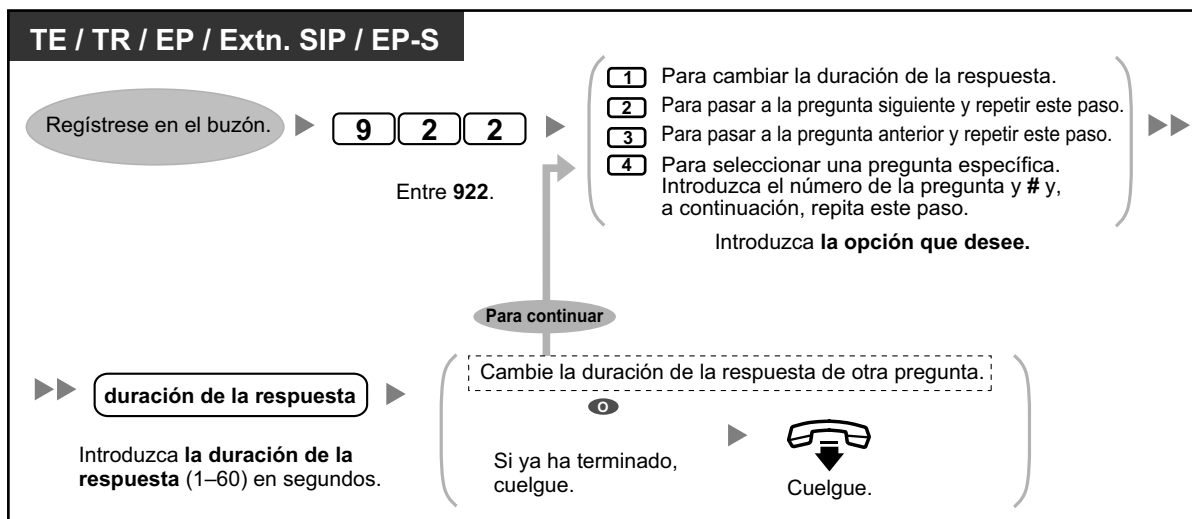 TE / TR / EP / Extn. SIP / EP-S
Regístrese en el buzón.
9 2 2
Entre 922.
1 Para cambiar la duración de la respuesta.
2 Para pasar a la pregunta siguiente y repetir este paso.
3 Para pasar a la pregunta anterior y repetir este paso.
4 Para seleccionar una pregunta específica.
Introduzca el número de la pregunta y # y,
a continuación, repita este paso.
Introduzca la opción que desee.
Para continuar
duración de la respuesta
Introduzca la duración de la
respuesta (1–60) en segundos.
Cambie la duración de la respuesta de otra pregunta.
O
Si ya ha terminado,
cuelgue.
Cuelgue.